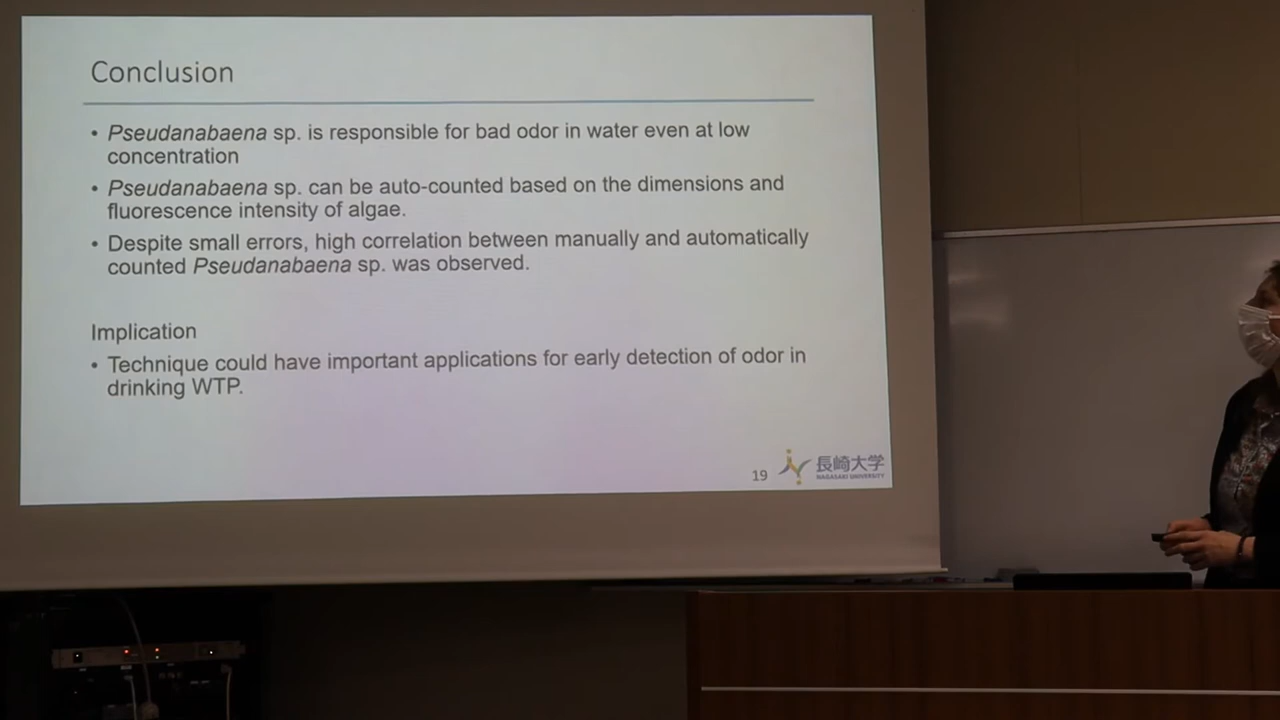 Conclusion
• Pseudanabaena sp. is responsible for bad odor in water even at low
concentration
• Pseudanabaena sp. can be auto-counted based on the dimensions and
fluorescence intensity of algae.
• Despite small errors, high correlation between manually and automatically
counted Pseudanabaena sp. was observed.
Implication
• Technique could have important applications for early detection of odor in
drinking WTP.
19
長崎大学
NAGASAKI UNIVERSITY